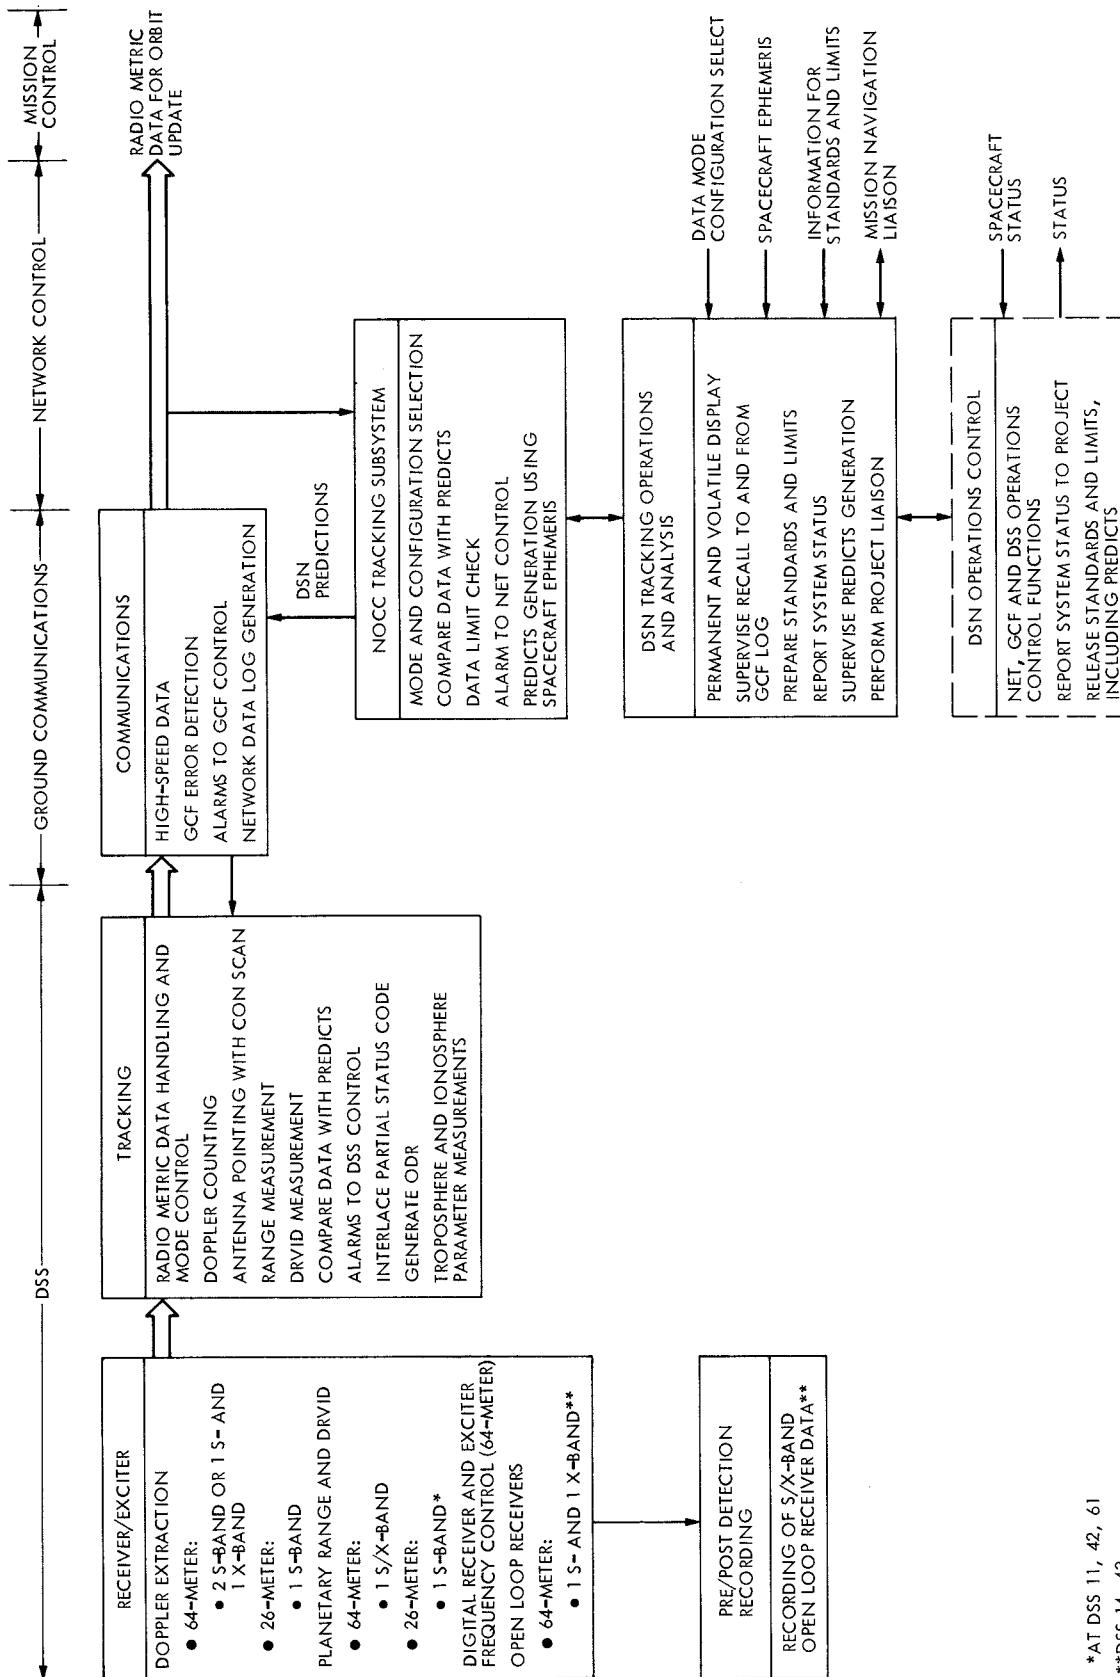 DSS
GROUND COMMUNICATIONS
NETWORK CONTROL
MISSION
CONTROL
RECEIVER/EXCITER
DOPPLER EXTRACTION
● 64-METER:
● 2 S-BAND OR 1 S- AND
1 X-BAND
● 26-METER:
● 1 S-BAND
PLANETARY RANGE AND DRVID
● 64-METER:
● 1 S/X-BAND
● 26-METER:
● 1 S-BAND*
DIGITAL RECEIVER AND EXCITER
FREQUENCY CONTROL (64-METER)
OPEN LOOP RECEIVERS
● 64-METER:
● 1 S- AND 1 X-BAND**
PRE/POST DETECTION
RECORDING
RECORDING OF S/X-BAND
OPEN LOOP RECEIVER DATA**
TRACKING
RADIO METRIC DATA HANDLING AND
MODE CONTROL
DOPPLER COUNTING
ANTENNA POINTING WITH CON SCAN
RANGE MEASUREMENT
DRVID MEASUREMENT
COMPARE DATA WITH PREDICTS
ALARMS TO DSS CONTROL
INTERLACE PARTIAL STATUS CODE
GENERATE ODR
TROPOSPHERE AND IONOSPHERE
PARAMETER MEASUREMENTS
COMMUNICATIONS
HIGH-SPEED DATA
GCF ERROR DETECTION
ALARMS TO GCF CONTROL
NETWORK DATA LOG GENERATION
RADIO METRIC
DATA FOR ORBIT
UPDATE
DSN
PREDICTIONS
NOCC TRACKING SUBSYSTEM
MODE AND CONFIGURATION SELECTION
COMPARE DATA WITH PREDICTS
DATA LIMIT CHECK
ALARM TO NET CONTROL
PREDICTS GENERATION USING
SPACECRAFT EPHEMERIS
DSN TRACKING OPERATIONS
AND ANALYSIS
PERMANENT AND VOLATILE DISPLAY
SUPERVISE RECALL TO AND FROM
GCF LOG
PREPARE STANDARDS AND LIMITS
REPORT SYSTEM STATUS
SUPERVISE PREDICTS GENERATION
PERFORM PROJECT LIAISON
DATA MODE
CONFIGURATION SELECT
SPACECRAFT EPHEMERIS
INFORMATION FOR
STANDARDS AND LIMITS
MISSION NAVIGATION
LIAISON
DSN OPERATIONS CONTROL
NET, GCF AND DSS OPERATIONS
CONTROL FUNCTIONS
REPORT SYSTEM STATUS TO PROJECT
RELEASE STANDARDS AND LIMITS,
INCLUDING PREDICTS
SPACECRAFT
STATUS
STATUS
*AT DSS 11, 42, 61